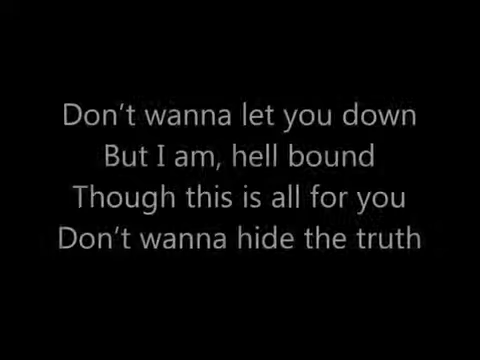 Don’t wanna let you down
But I am, hell bound
Though this is all for you
Don’t wanna hide the truth